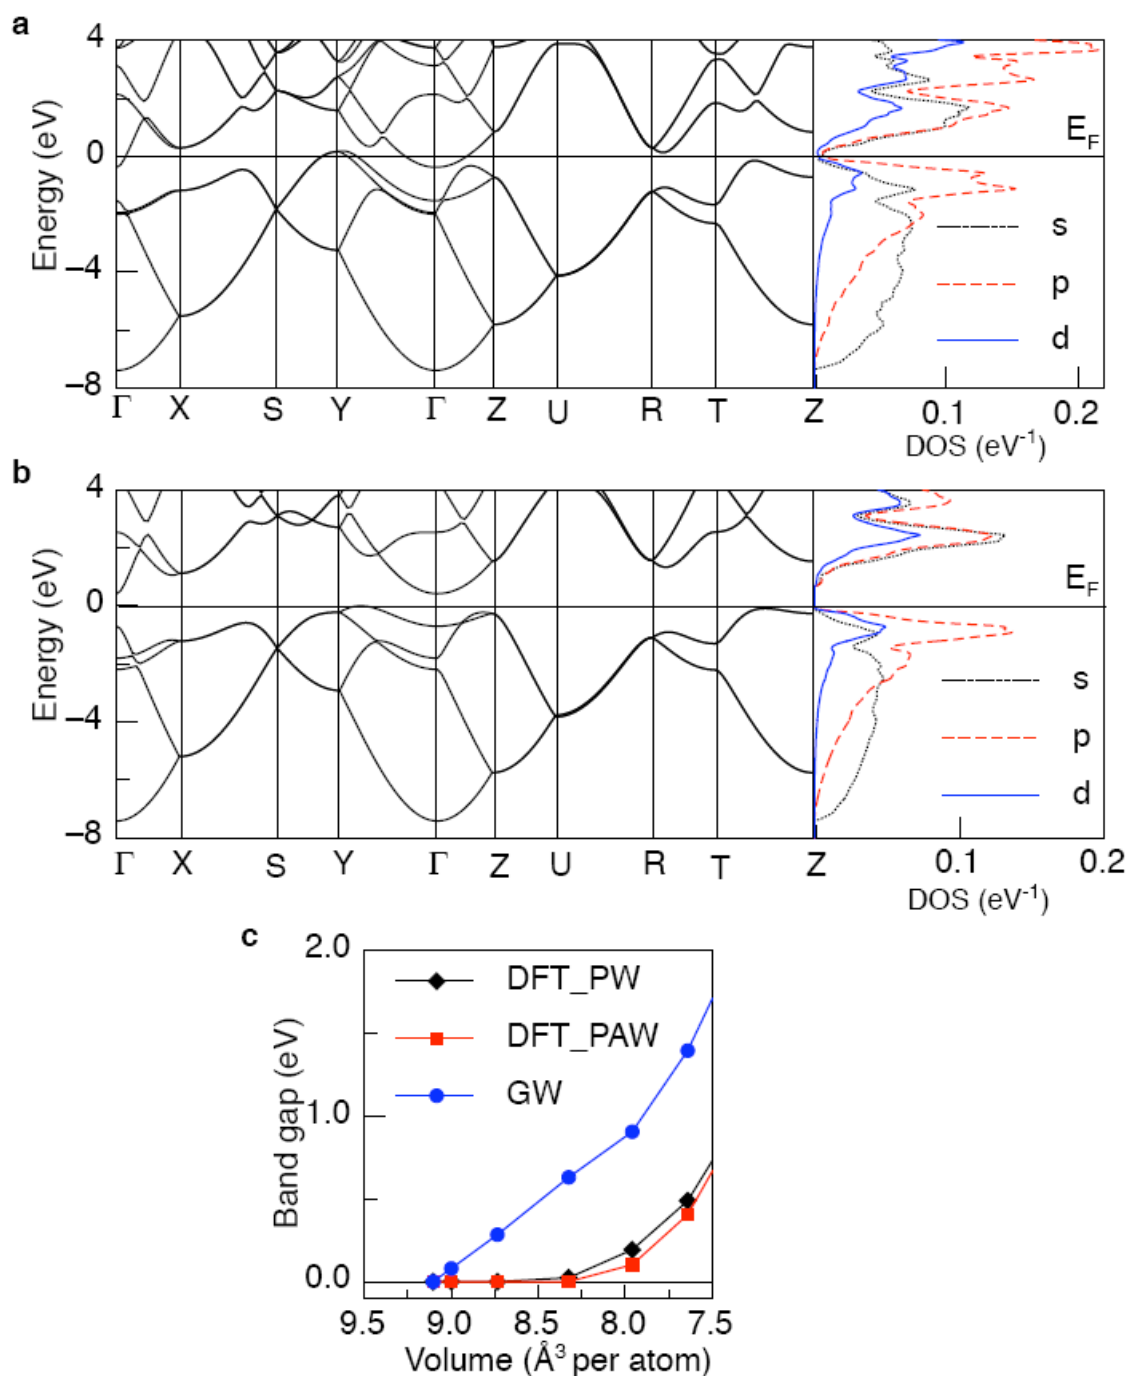 a
4
0
−4
−8
Energy (eV)
E_F
s
p
d
Γ X S Y Γ Z U R T Z 0.1 0.2
DOS (eV⁻¹)
b
4
0
−4
−8
Energy (eV)
E_F
s
p
d
Γ X S Y Γ Z U R T Z 0.1 0.2
DOS (eV⁻¹)
c
2.0
1.0
0.0
Band gap (eV)
DFT_PW
DFT_PAW
GW
9.5 9.0 8.5 8.0 7.5
Volume (Å³ per atom)